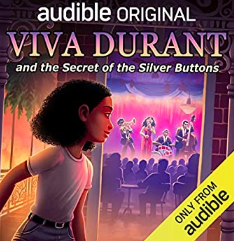 audible ORIGINAL
VIVA DURANT
and the Secret of the Silver Buttons
ONLY FROM
audible